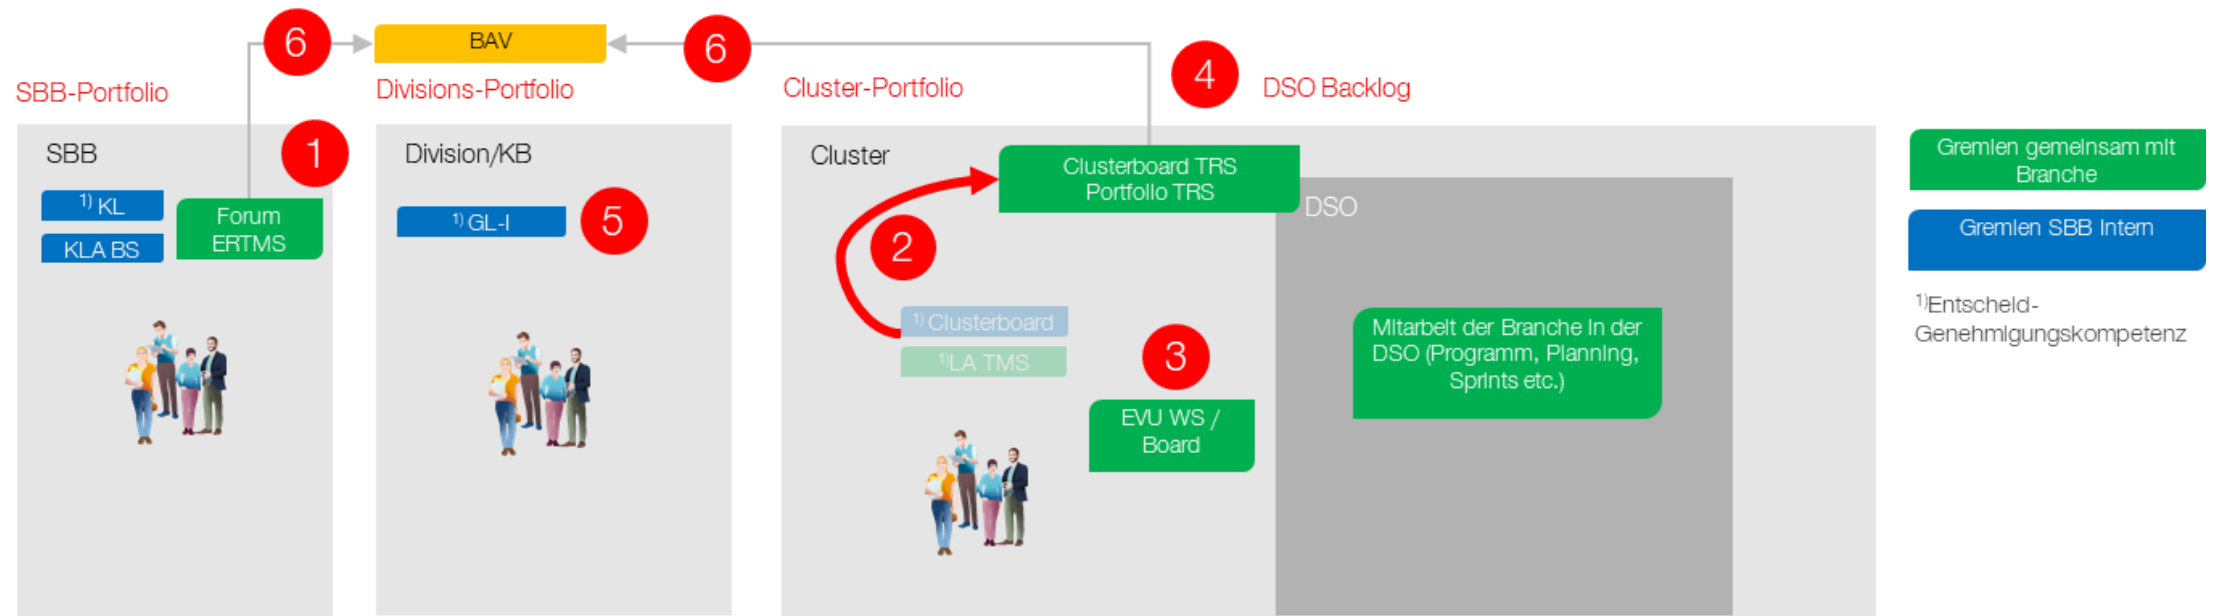 6
BAV
6
4
SBB-Portfolio
Divisions-Portfolio
Cluster-Portfolio
DSO Backlog
SBB
1
1) KL
KLA BS
Forum
ERTMS
Division/KB
1) GL-I
5
Cluster
Clusterboard TRS
Portfolio TRS
2
1) Clusterboard
1)LA TMS
3
EVU WS /
Board
DSO
Mitarbeit der Branche in der
DSO (Programm, Planning,
Sprints etc.)
Gremien gemeinsam mit
Branche
Gremien SBB Intern
1)Entscheid-
Genehmigungskompetenz